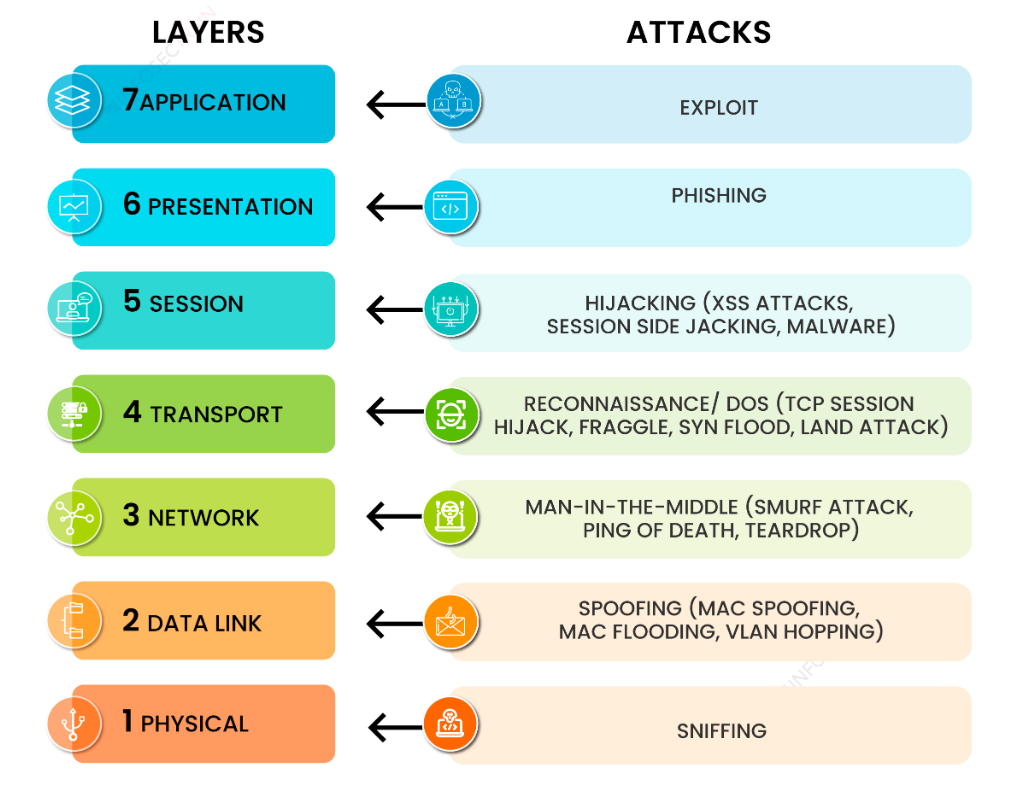 LAYERS
ATTACKS
7 APPLICATION
EXPLOIT
6 PRESENTATION
PHISHING
5 SESSION
HIJACKING (XSS ATTACKS,
SESSION SIDE JACKING, MALWARE)
4 TRANSPORT
RECONNAISSANCE/ DOS (TCP SESSION
HIJACK, FRAGGLE, SYN FLOOD, LAND ATTACK)
3 NETWORK
MAN-IN-THE-MIDDLE (SMURF ATTACK,
PING OF DEATH, TEARDROP)
2 DATA LINK
SPOOFING (MAC SPOOFING,
MAC FLOODING, VLAN HOPPING)
1 PHYSICAL
SNIFFING
A
B